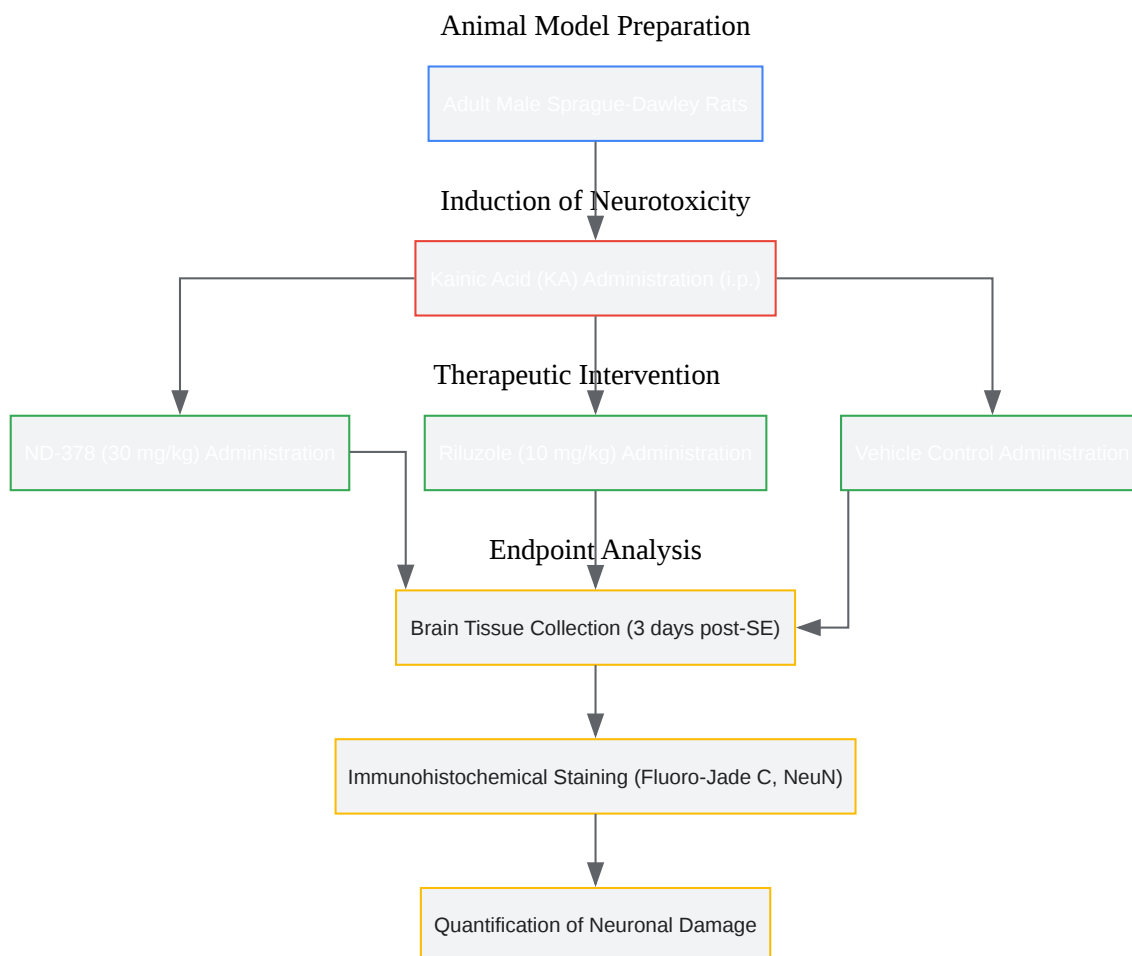 Animal Model Preparation
Adult Male Sprague-Dawley Rats
Induction of Neurotoxicity
Kainic Acid (KA) Administration (i.p.)
Therapeutic Intervention
ND-378 (30 mg/kg) Administration
Riluzole (10 mg/kg) Administration
Vehicle Control Administration
Endpoint Analysis
Brain Tissue Collection (3 days post-SE)
Immunohistochemical Staining (Fluoro-Jade C, NeuN)
Quantification of Neuronal Damage